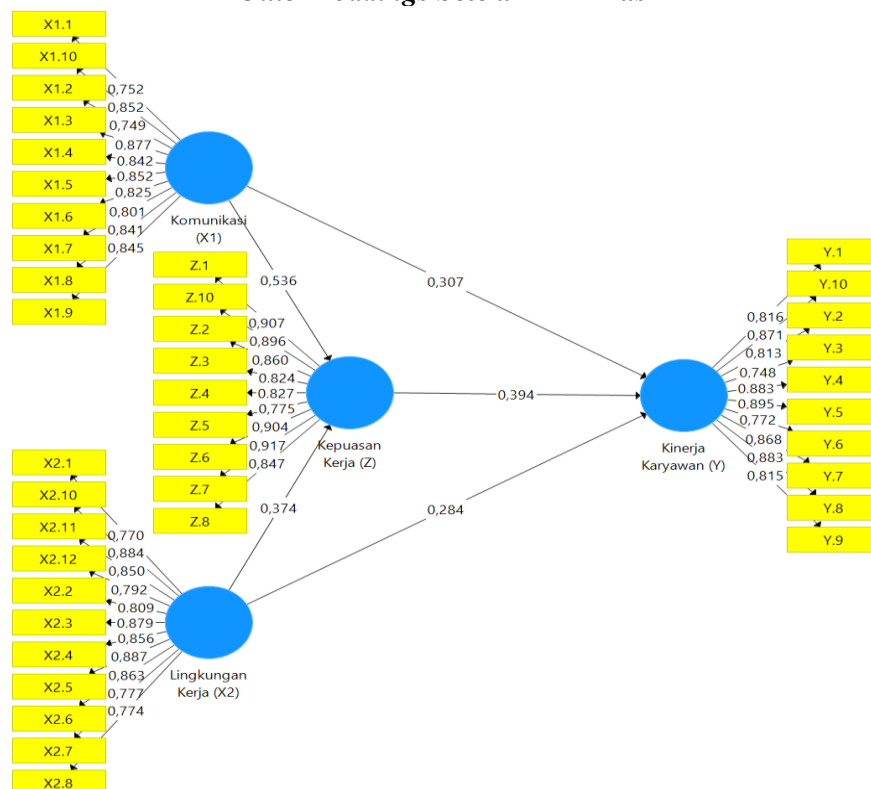 X1.1
X1.10
X1.2
X1.3
X1.4
X1.5
X1.6
X1.7
X1.8
X1.9
0,752
0,852
0,749
0,877
0,842
0,852
0,825
0,801
0,841
0,845
Komunikasi
(X1)
0,536
0,307
Z.1
Z.10
Z.2
Z.3
Z.4
Z.5
Z.6
Z.7
Z.8
0,907
0,896
0,860
0,824
0,827
0,775
0,904
0,917
0,847
Kepuasan
Kerja (Z)
0,394
0,374
0,284
Y.1
Y.10
Y.2
Y.3
Y.4
Y.5
Y.6
Y.7
Y.8
Y.9
0,816
0,871
0,813
0,748
0,883
0,895
0,772
0,868
0,883
0,815
Kinerja
Karyawan (Y)
X2.1
X2.10
X2.11
X2.12
X2.2
X2.3
X2.4
X2.5
X2.6
X2.7
X2.8
0,770
0,884
0,850
0,792
0,809
0,879
0,856
0,887
0,863
0,777
0,774
Lingkungan
Kerja (X2)